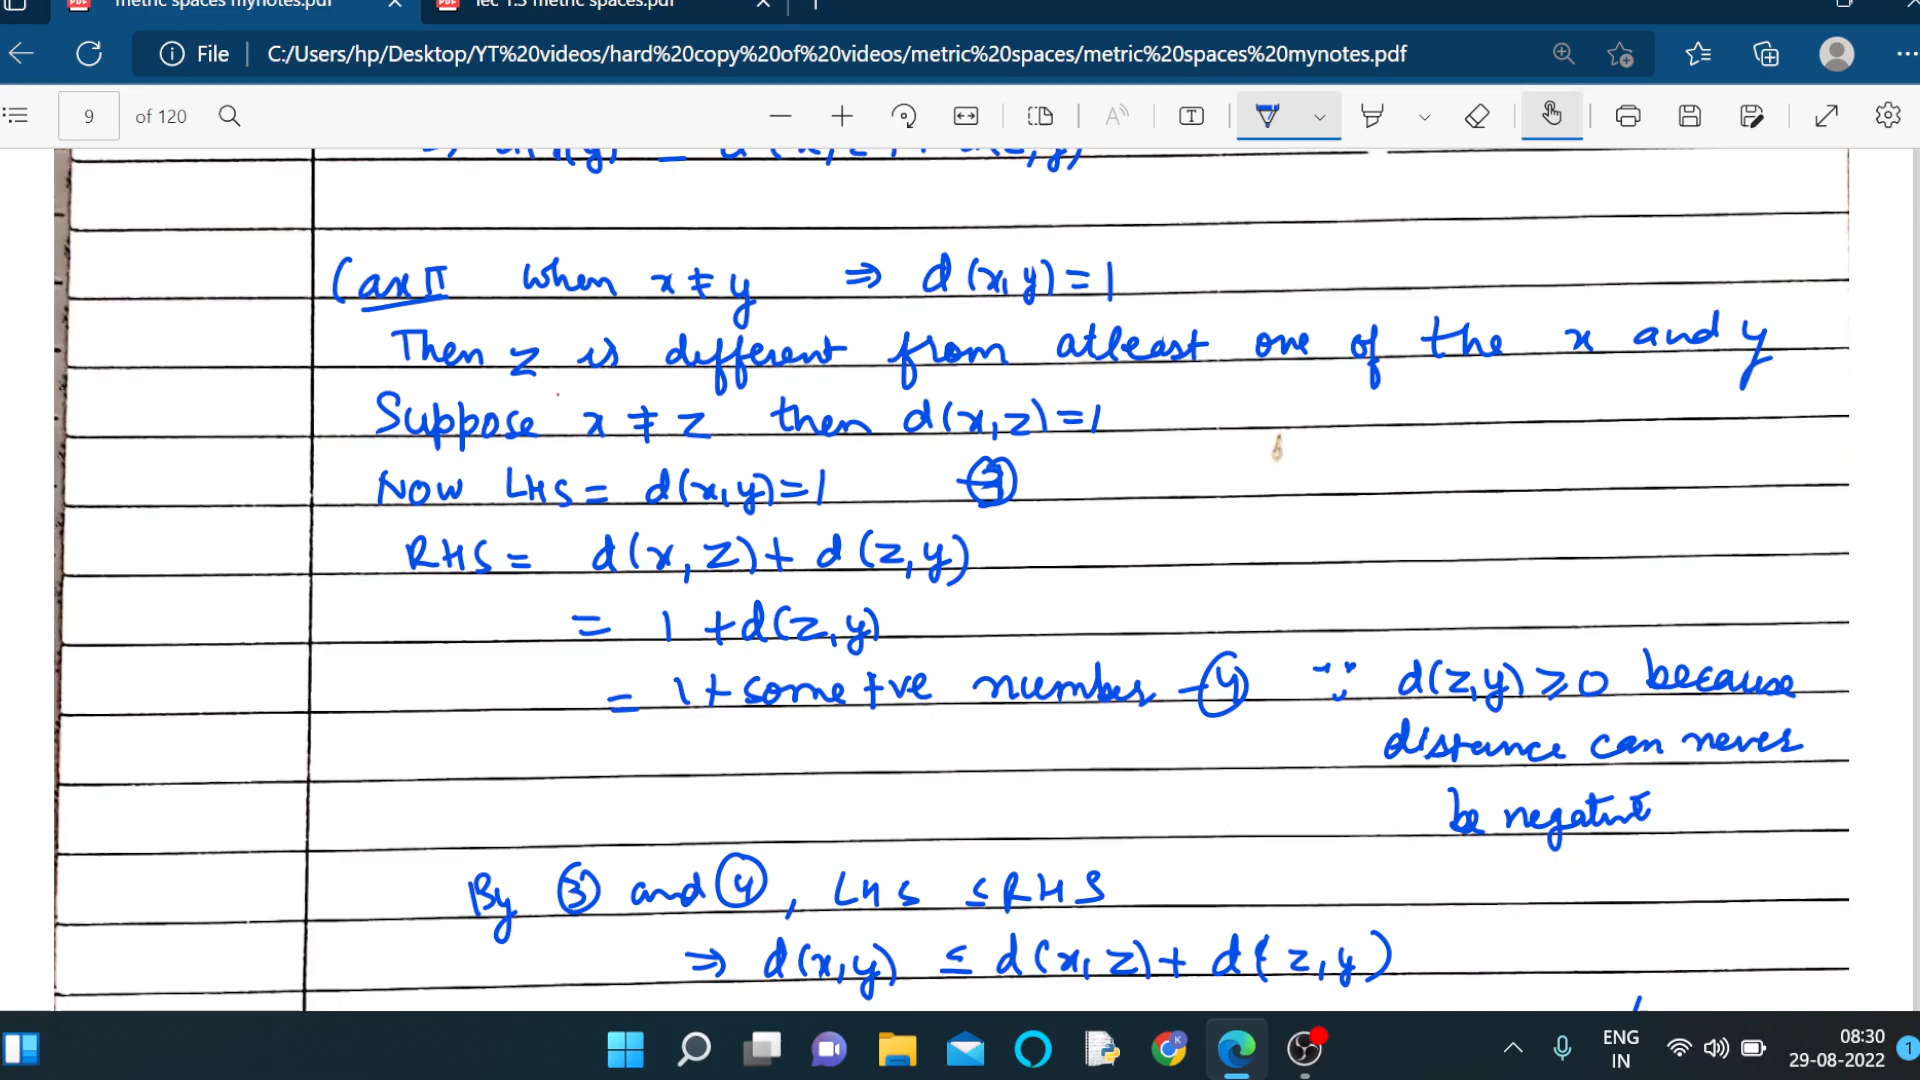 metric spaces mynotes.pdf
lec 1.3 metric spaces.pdf
File
C:/Users/hp/Desktop/YT%20videos/hard%20copy%20of%20videos/metric%20spaces/metric%20spaces%20mynotes.pdf
9 of 120
Case II when x ≠ y ⇒ d(x,y)=1
Then z is different from atleast one of the x and y
Suppose x ≠ z then d(x,z)=1
Now LHS = d(x,y)=1 -③
RHS = d(x,z)+d(z,y)
= 1+d(z,y)
= 1+some +ve number -④ ∵ d(z,y) ≥ 0 because
distance can never
be negative
By ③ and ④, LHS ≤ RHS
⇒ d(x,y) ≤ d(x,z)+d(z,y)
ENG
IN
08:30
29-08-2022
1